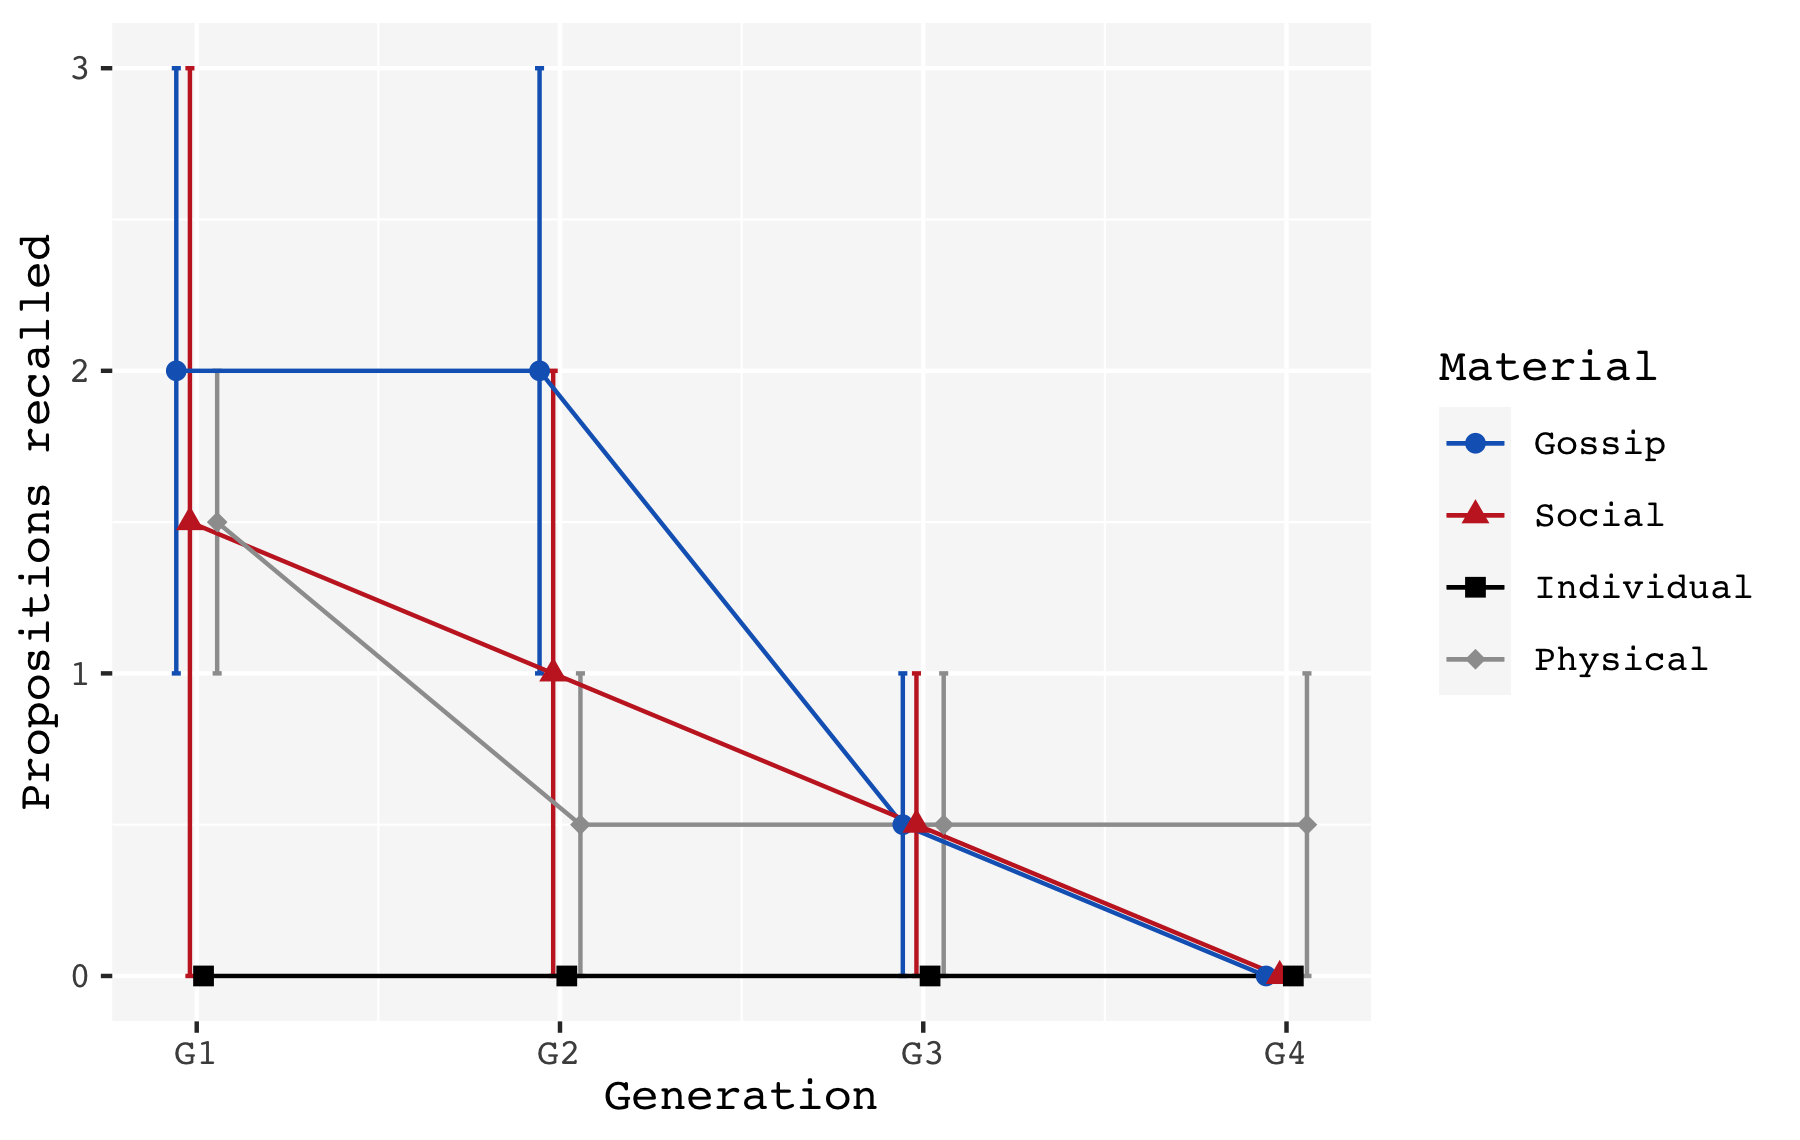 Propositions recalled
3
2
1
0
G1
G2
G3
G4
Generation
Material
Gossip
Social
Individual
Physical